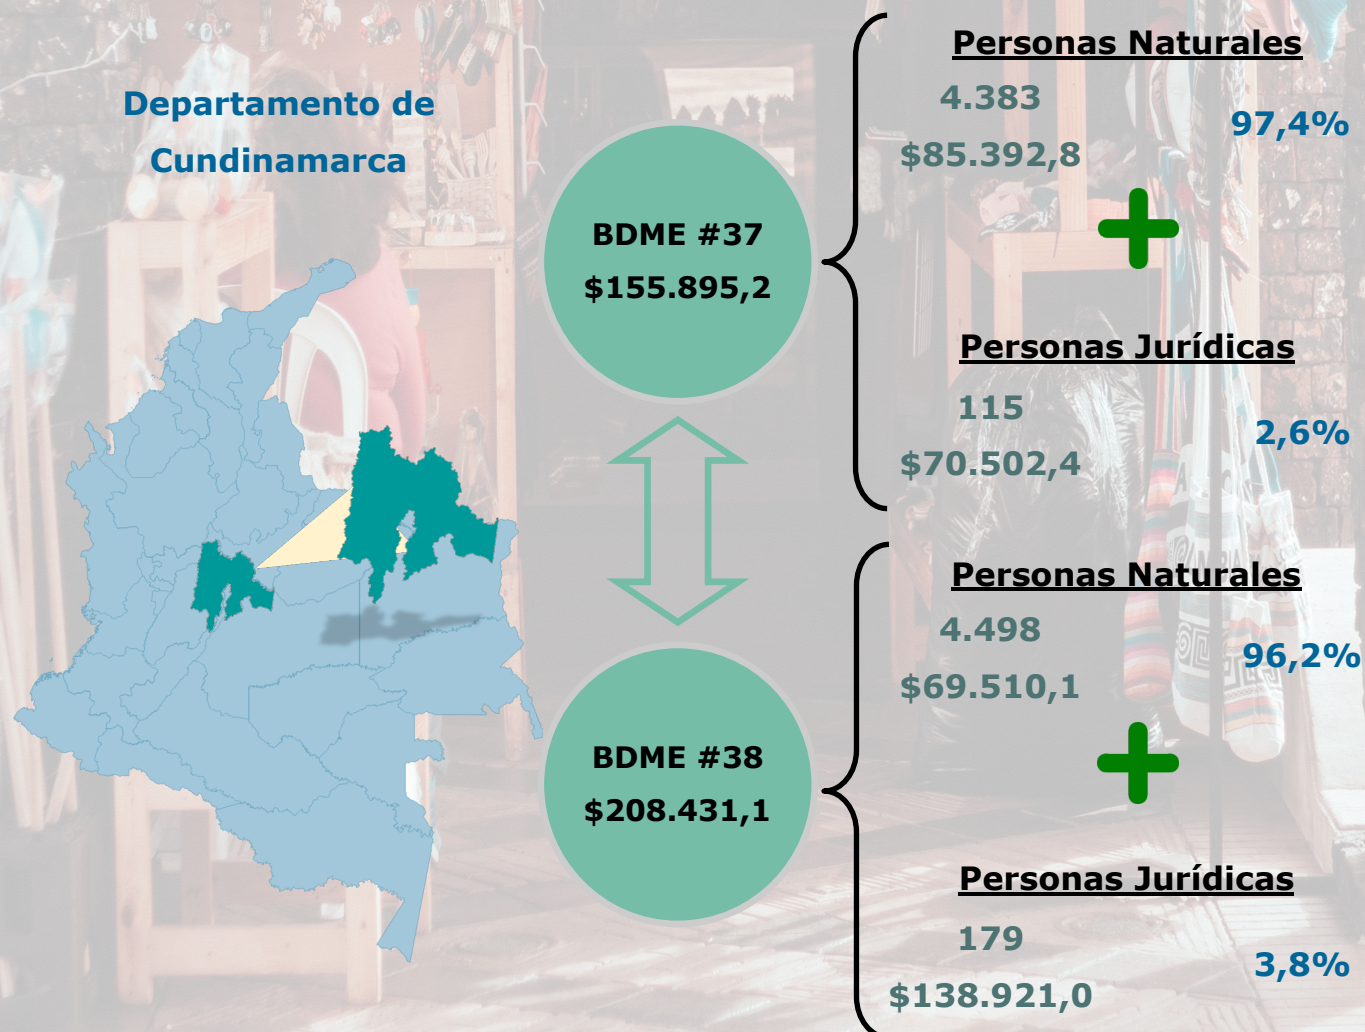 Departamento de
Cundinamarca
BDME #37
$155.895,2
Personas Naturales
4.383
97,4%
$85.392,8
Personas Jurídicas
115
2,6%
$70.502,4
BDME #38
$208.431,1
Personas Naturales
4.498
96,2%
$69.510,1
Personas Jurídicas
179
3,8%
$138.921,0